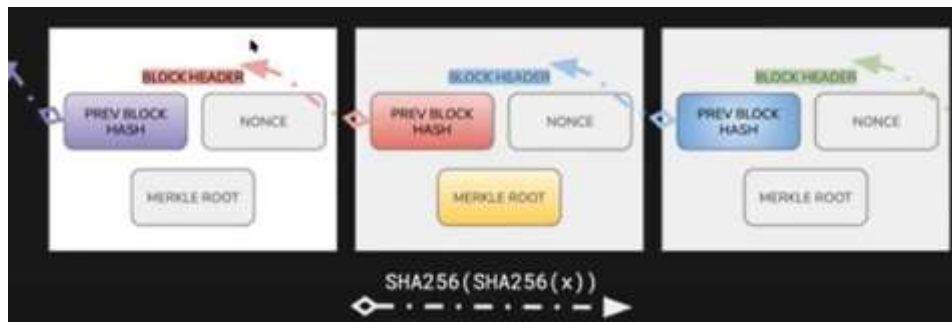 BLOCK HEADER
PREV BLOCK
HASH
NONCE
MERKLE ROOT
BLOCK HEADER
PREV BLOCK
HASH
NONCE
MERKLE ROOT
BLOCK HEADER
PREV BLOCK
HASH
NONCE
MERKLE ROOT
SHA256(SHA256(x))